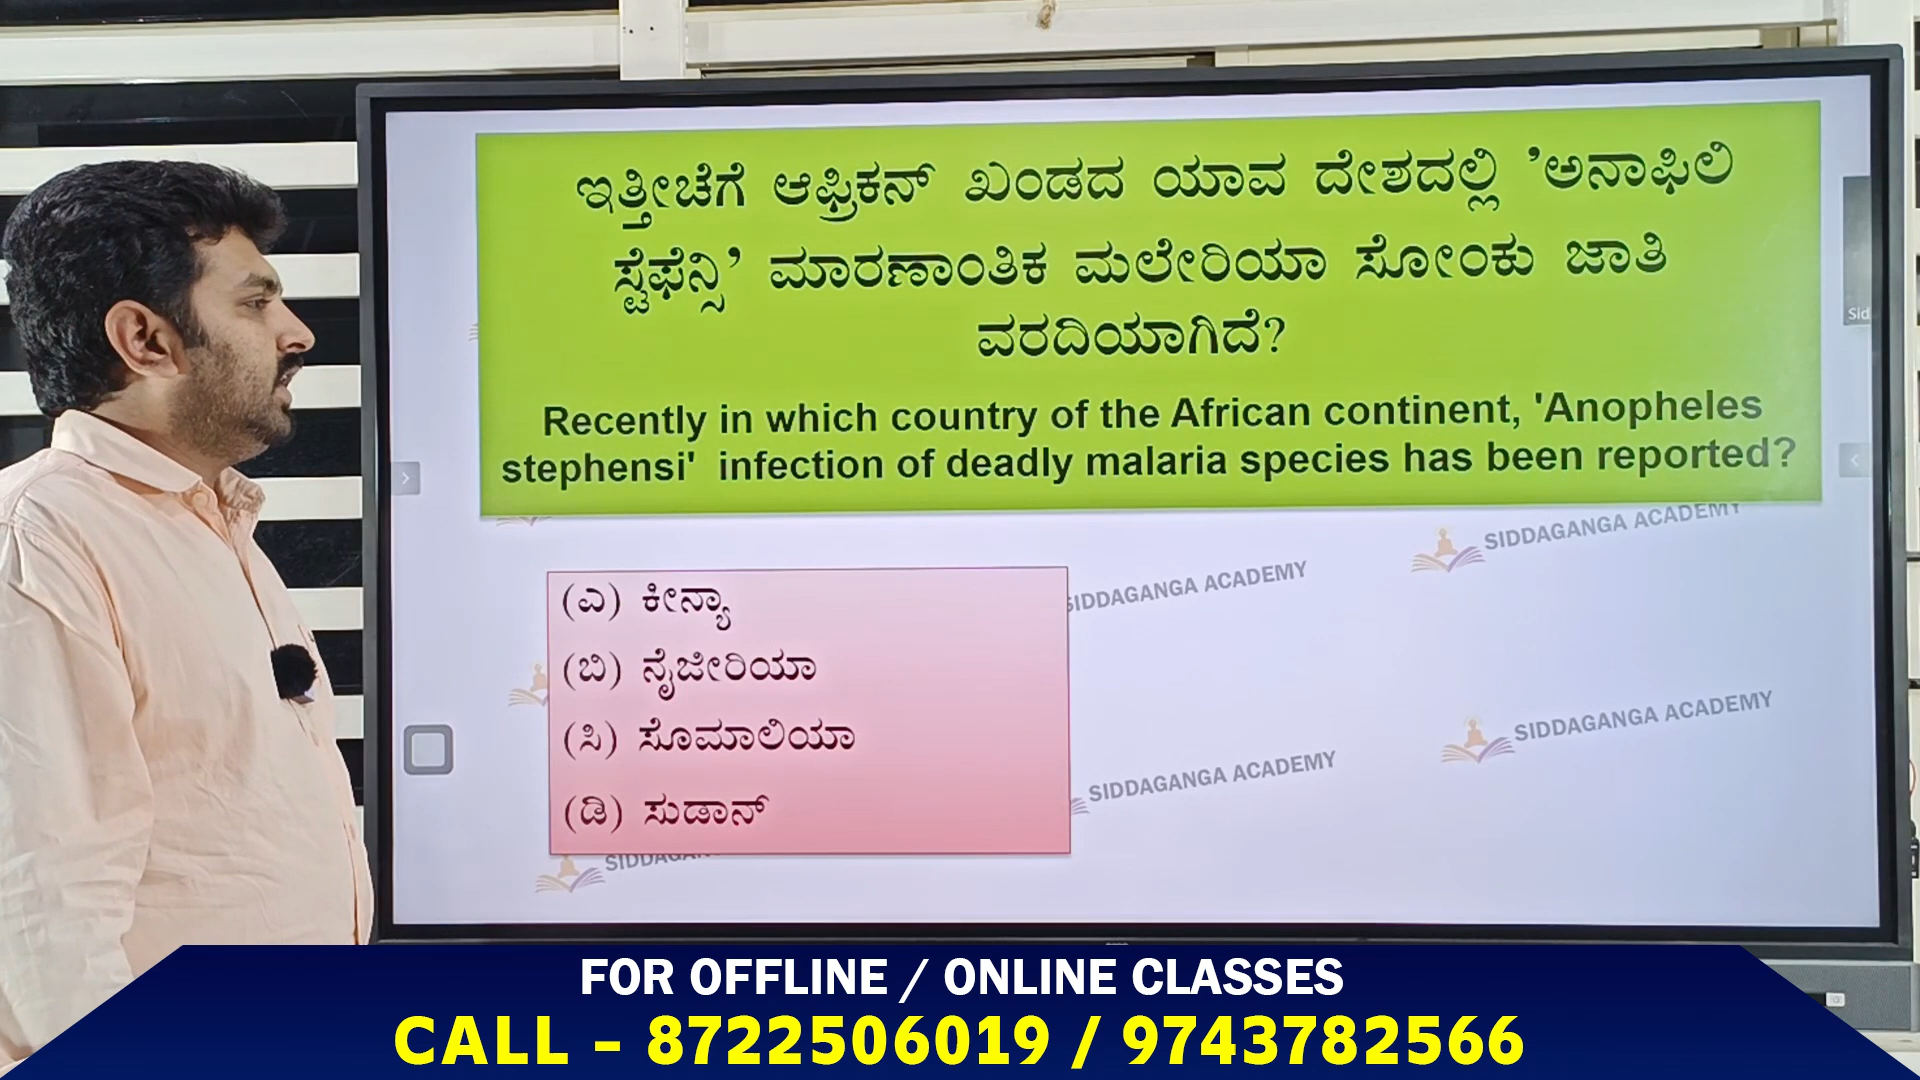 ಇತ್ತೀಚೆಗೆ ಆಫ್ರಿಕನ್ ಖಂಡದ ಯಾವ ದೇಶದಲ್ಲಿ 'ಅನಾಫಿಲಿ
ಸ್ಟೆಫೆನ್ಸಿ' ಮಾರಣಾಂತಿಕ ಮಲೇರಿಯಾ ಸೋಂಕು ಜಾತಿ
ವರದಿಯಾಗಿದೆ?
Recently in which country of the African continent, 'Anopheles
stephensi' infection of deadly malaria species has been reported?
(ಎ) ಕೀನ್ಯಾ
(ಬಿ) ನೈಜೀರಿಯಾ
(ಸಿ) ಸೊಮಾಲಿಯಾ
(ಡಿ) ಸುಡಾನ್
SIDDAGANGA ACADEMY
SIDDAGANGA ACADEMY
SIDDAGANGA ACADEMY
SIDDAGANGA ACADEMY
Sid
FOR OFFLINE / ONLINE CLASSES
CALL – 8722506019 / 9743782566